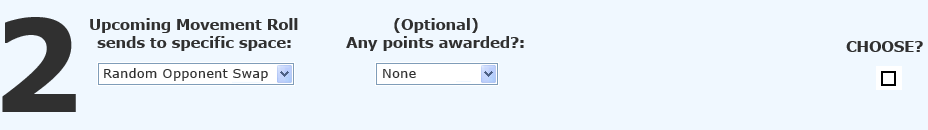 2
Upcoming Movement Roll
sends to specific space:
Random Opponent Swap
(Optional)
Any points awarded?:
None
CHOOSE?